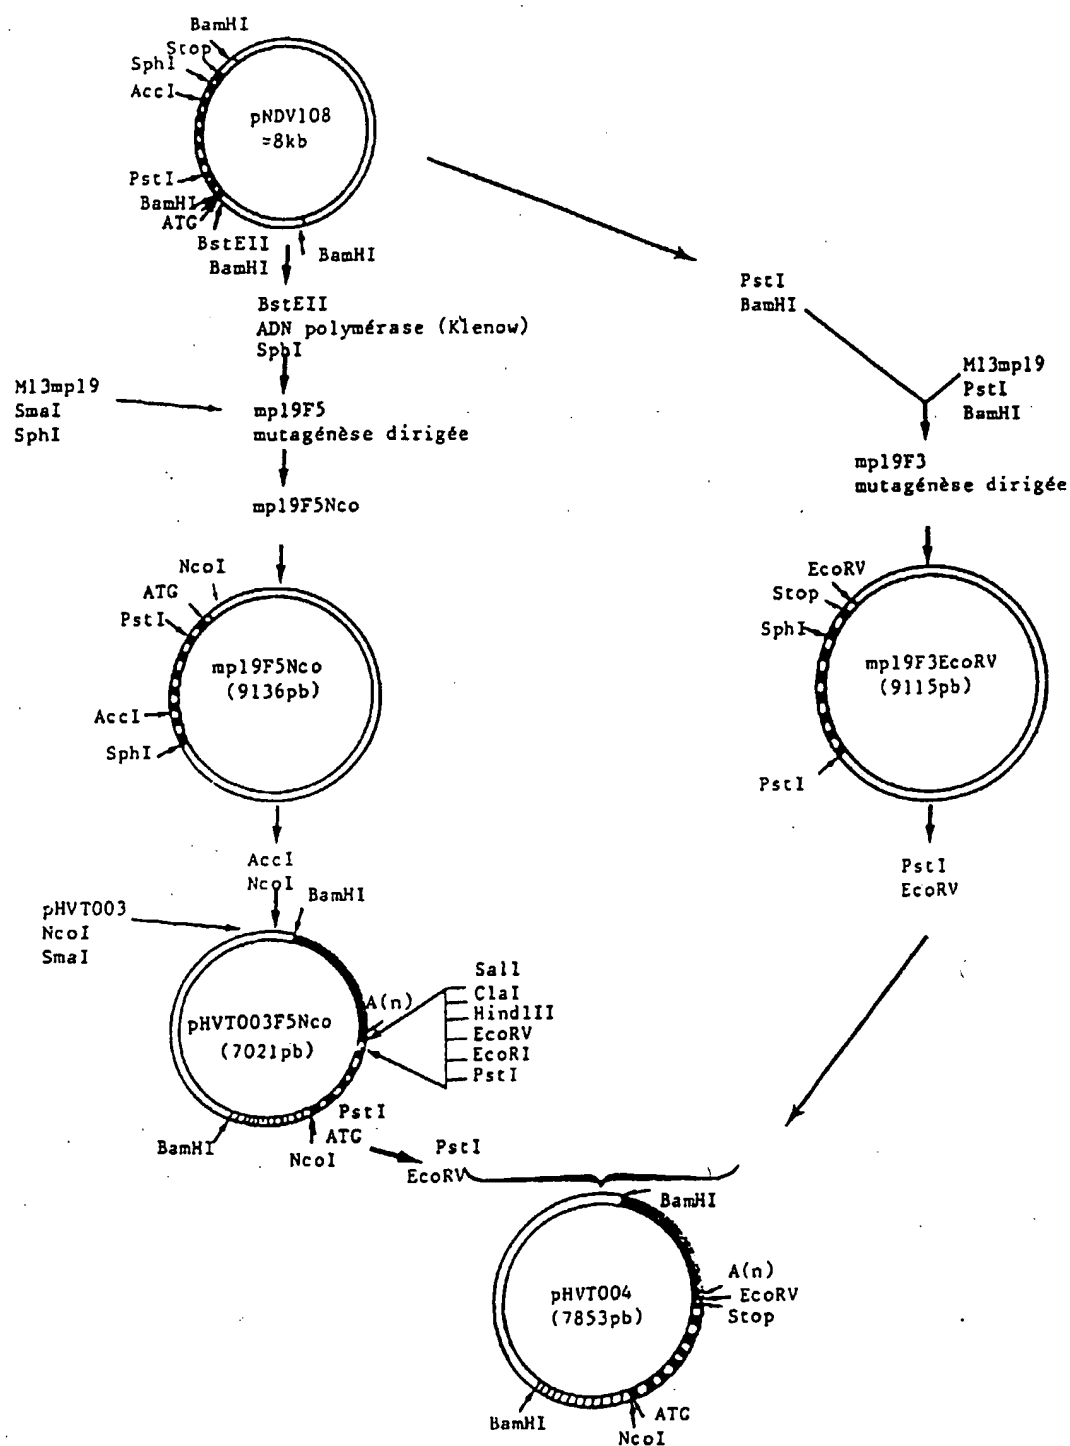 BamHI
Stop
SphI
AccI
pNDV108
≈8kb
PstI
BamHI
ATG
BstEII
BamHI
BamHI
BstEII
ADN polymérase (Klenow)
SphI
M13mp19
SmaI
SphI
mp19F5
mutagénèse dirigée
mp19F5Nco
PstI
BamHI
M13mp19
PstI
BamHI
mp19F3
mutagénèse dirigée
NcoI
ATG
PstI
mp19F5Nco
(9136pb)
AccI
SphI
EcoRV
Stop
SphI
mp19F3EcoRV
(9115pb)
PstI
AccI
NcoI
PstI
EcoRV
pHVT003
NcoI
SmaI
BamHI
pHVT003F5Nco
(7021pb)
A(n)
SalI
ClaI
HindIII
EcoRV
EcoRI
PstI
PstI
ATG
NcoI
BamHI
PstI
EcoRV
BamHI
pHVT004
(7853pb)
A(n)
EcoRV
Stop
BamHI
ATG
NcoI